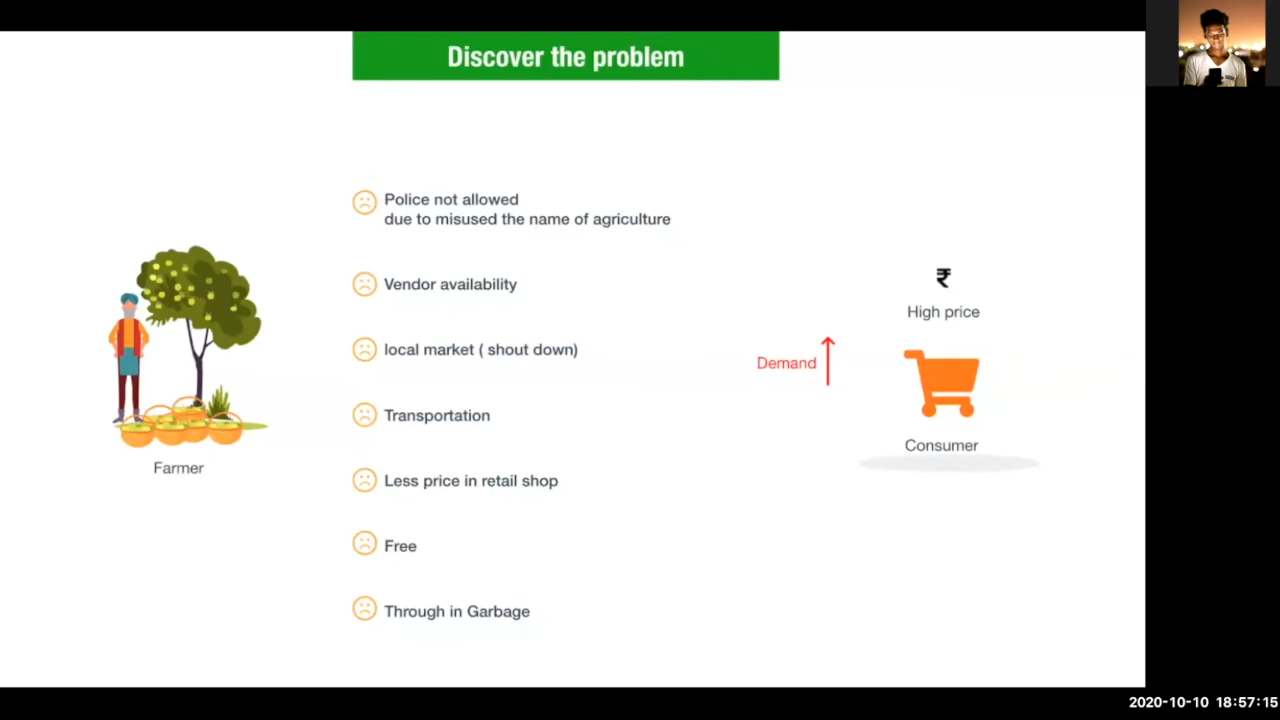 Discover the problem
Police not allowed
due to misused the name of agriculture
Vendor availability
local market ( shout down)
Transportation
Less price in retail shop
Free
Through in Garbage
Farmer
₹
High price
Demand
Consumer
2020-10-10 18:57:15